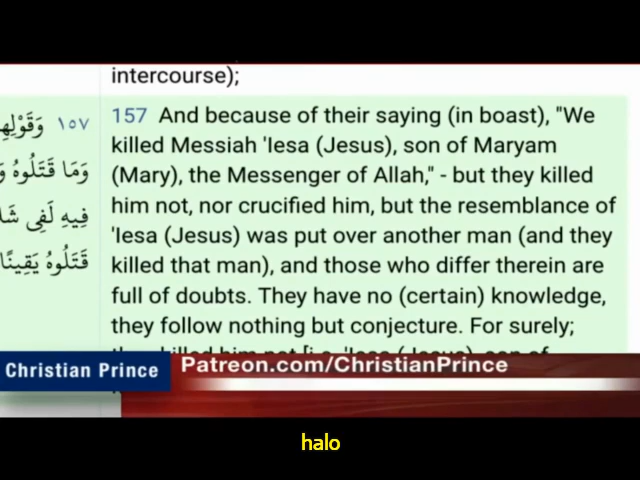 intercourse);
157 And because of their saying (in boast), "We
killed Messiah 'Iesa (Jesus), son of Maryam
(Mary), the Messenger of Allah," - but they killed
him not, nor crucified him, but the resemblance of
'Iesa (Jesus) was put over another man (and they
killed that man), and those who differ therein are
full of doubts. They have no (certain) knowledge,
they follow nothing but conjecture. For surely;
١٥٧
وَمَا قَتَلُوهُ
فِيهِ لَفِى
قَتَلُوهُ يَقِينًا
Christian Prince
Patreon.com/ChristianPrince
halo